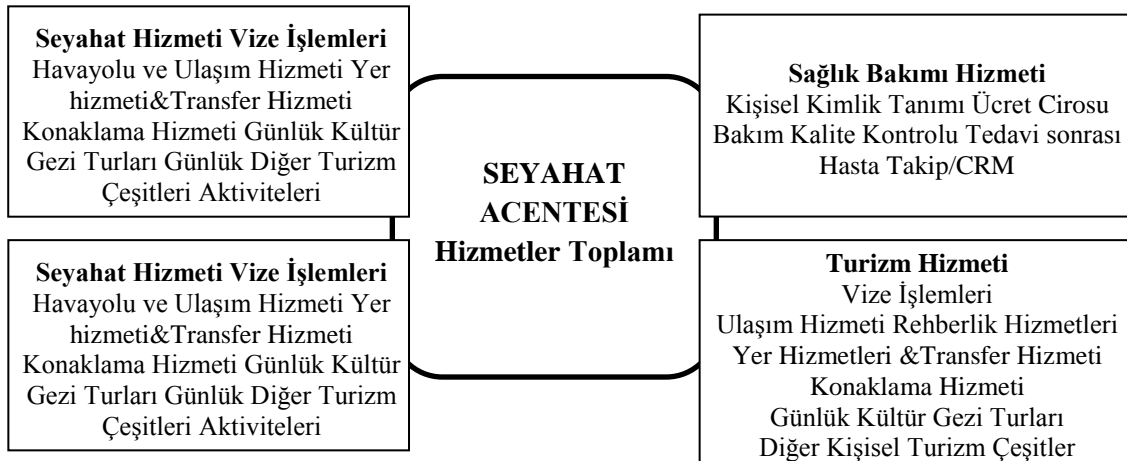 Seyahat Hizmeti Vize İşlemleri
Havayolu ve Ulaşım Hizmeti Yer
hizmeti&Transfer Hizmeti
Konaklama Hizmeti Günlük Kültür
Gezi Turları Günlük Diğer Turizm
Çeşitleri Aktiviteleri
Seyahat Hizmeti Vize İşlemleri
Havayolu ve Ulaşım Hizmeti Yer
hizmeti&Transfer Hizmeti
Konaklama Hizmeti Günlük Kültür
Gezi Turları Günlük Diğer Turizm
Çeşitleri Aktiviteleri
SEYAHAT
ACENTESİ
Hizmetler Toplamı
Sağlık Bakımı Hizmeti
Kişisel Kimlik Tanımı Ücret Cirosu
Bakım Kalite Kontrolu Tedavi sonrası
Hasta Takip/CRM
Turizm Hizmeti
Vize İşlemleri
Ulaşım Hizmeti Rehberlik Hizmetleri
Yer Hizmetleri &Transfer Hizmeti
Konaklama Hizmeti
Günlük Kültür Gezi Turları
Diğer Kişisel Turizm Çeşitler